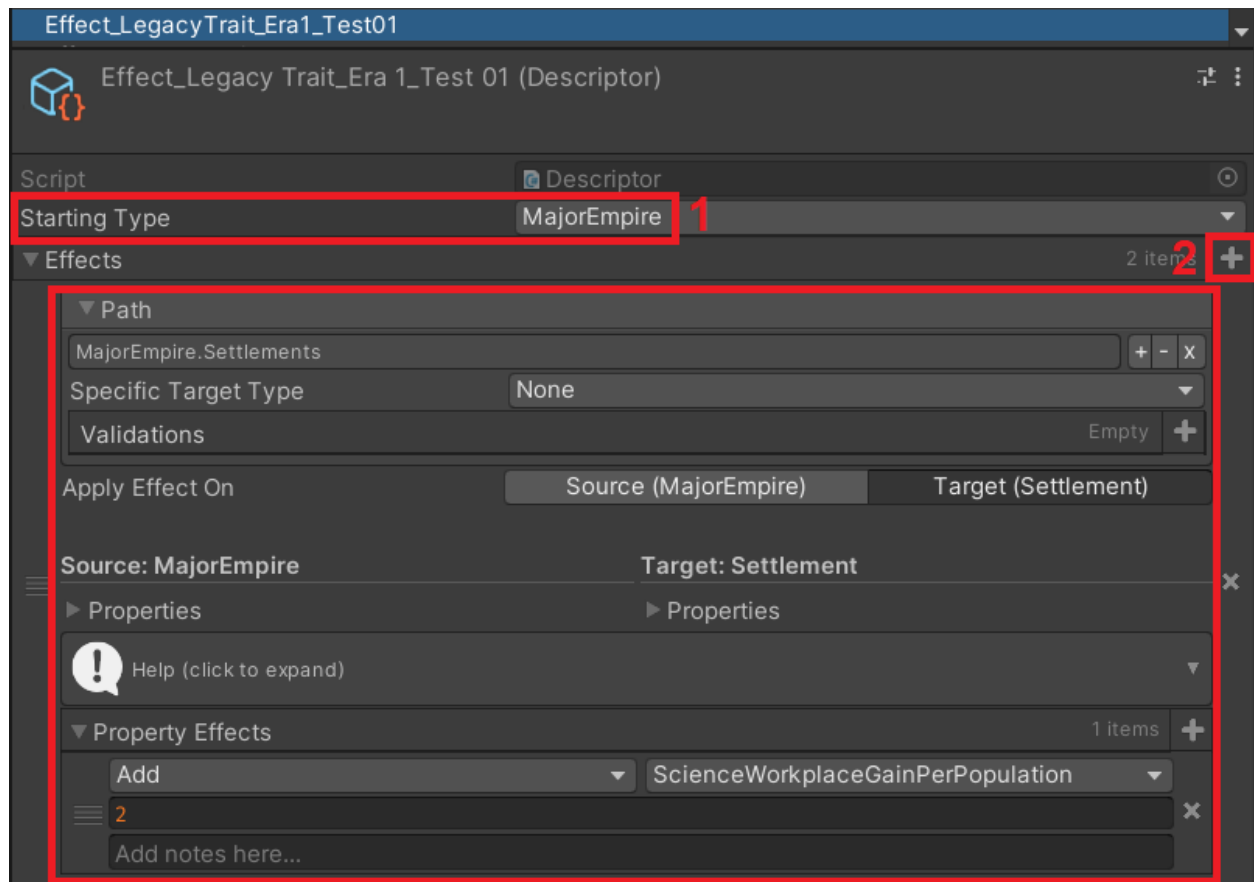 Effect_LegacyTrait_Era1_Test01
Effect_Legacy Trait_Era 1_Test 01 (Descriptor)
Script Descriptor
Starting Type MajorEmpire 1
Effects 2 items 2 +
Path
MajorEmpire.Settlements + - x
Specific Target Type None
Validations Empty +
Apply Effect On Source (MajorEmpire) Target (Settlement)
Source: MajorEmpire Target: Settlement
Properties Properties
! Help (click to expand)
Property Effects 1 items +
Add ScienceWorkplaceGainPerPopulation
2
Add notes here...